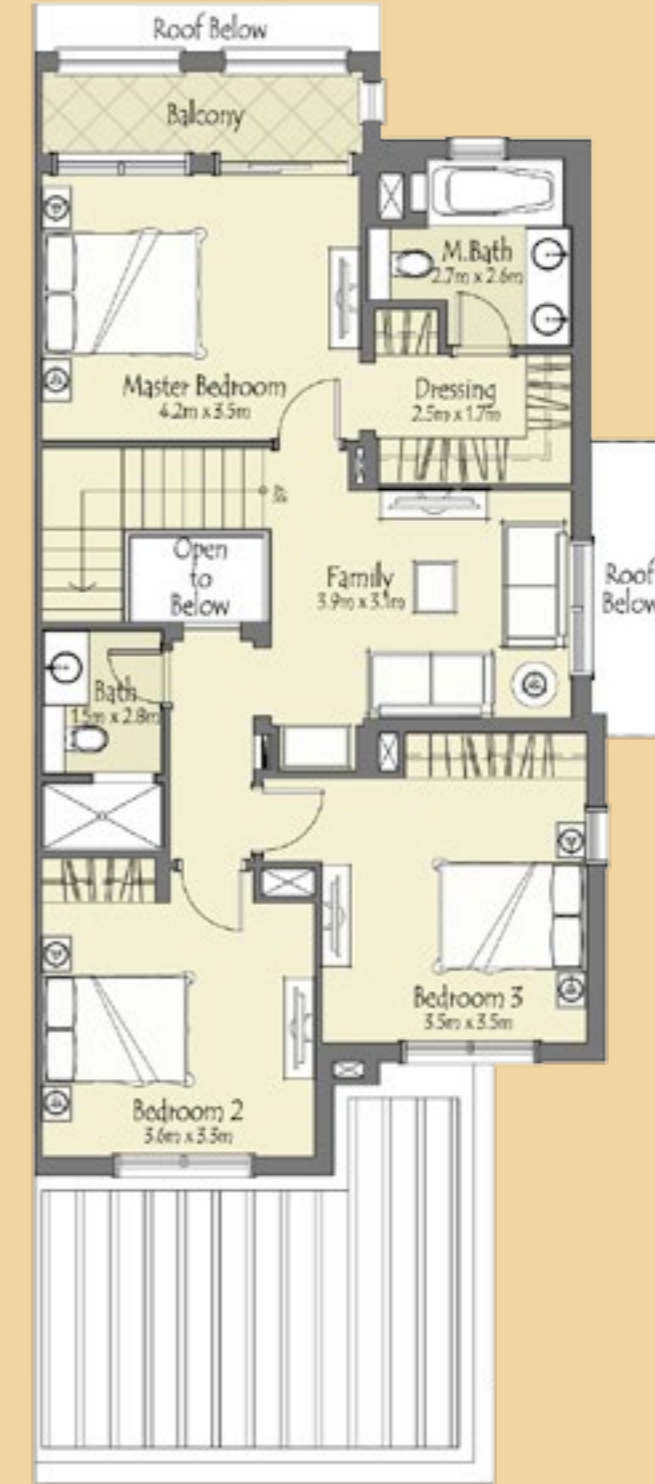 Roof Below
Balcony
M.Bath
2.7m x 2.6m
Master Bedroom
4.2m x 3.5m
Dressing
2.5m x 1.7m
Open
to
Below
Family
3.9m x 3.1m
Roof
Below
Bath
1.5m x 2.8m
Bedroom 3
3.5m x 3.5m
Bedroom 2
3.6m x 3.3m